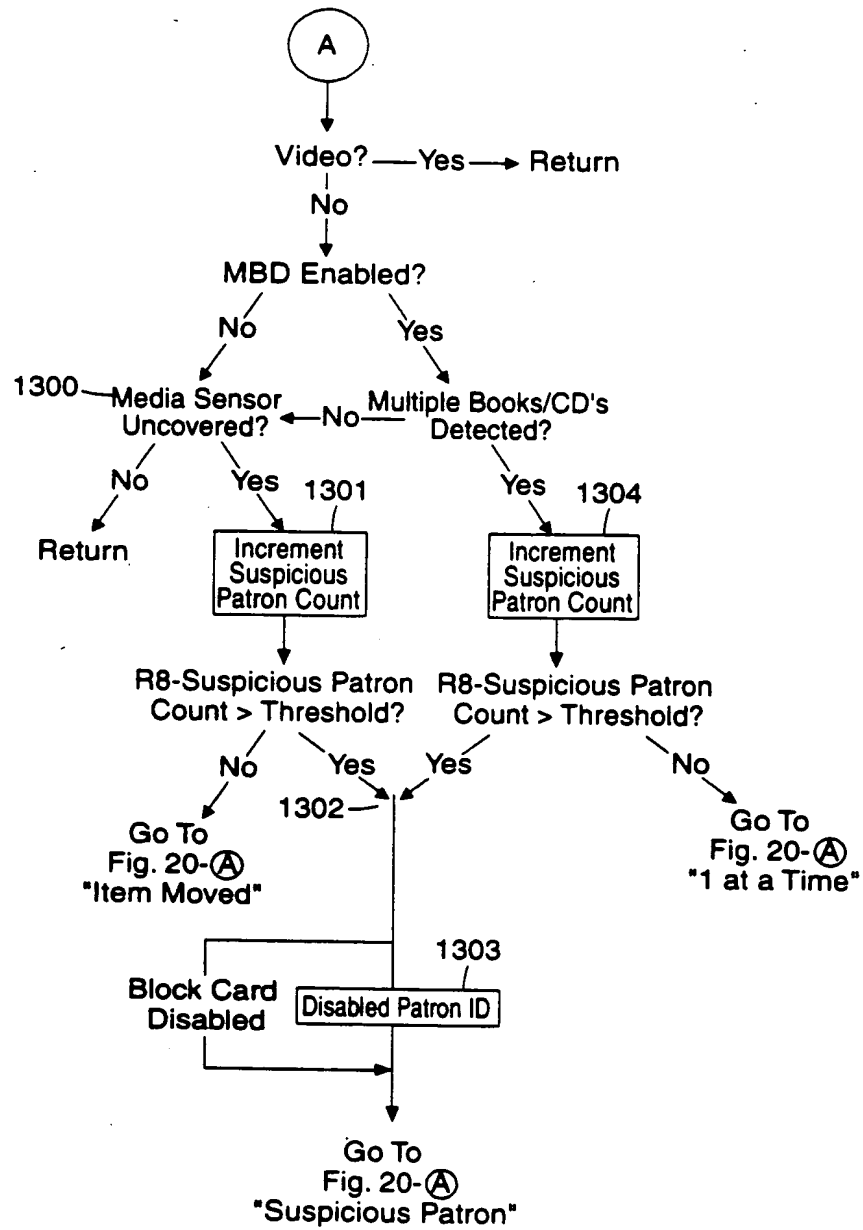 A
Video? Yes Return
No
MBD Enabled?
No Yes
1300 Media Sensor Uncovered? No Multiple Books/CD's Detected?
No Yes Yes
1301 1304
Return
Increment
Suspicious
Patron Count
Increment
Suspicious
Patron Count
R8-Suspicious Patron
Count > Threshold?
R8-Suspicious Patron
Count > Threshold?
No Yes Yes No
1302
Go To
Fig. 20-A
"Item Moved"
Go To
Fig. 20-A
"1 at a Time"
1303
Block Card
Disabled
Disabled Patron ID
Go To
Fig. 20-A
"Suspicious Patron"